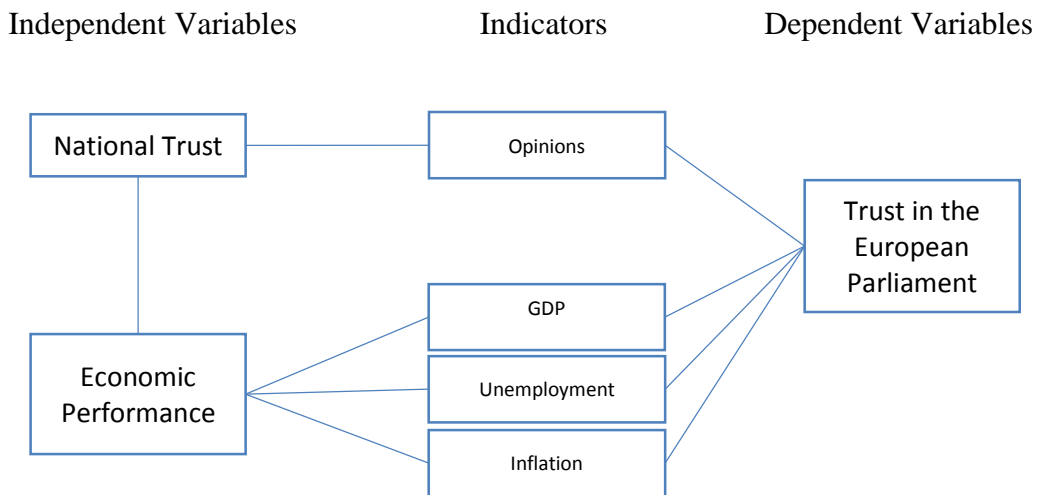 Independent Variables
Indicators
Dependent Variables
National Trust
Opinions
Trust in the
European
Parliament
GDP
Economic
Performance
Unemployment
Inflation